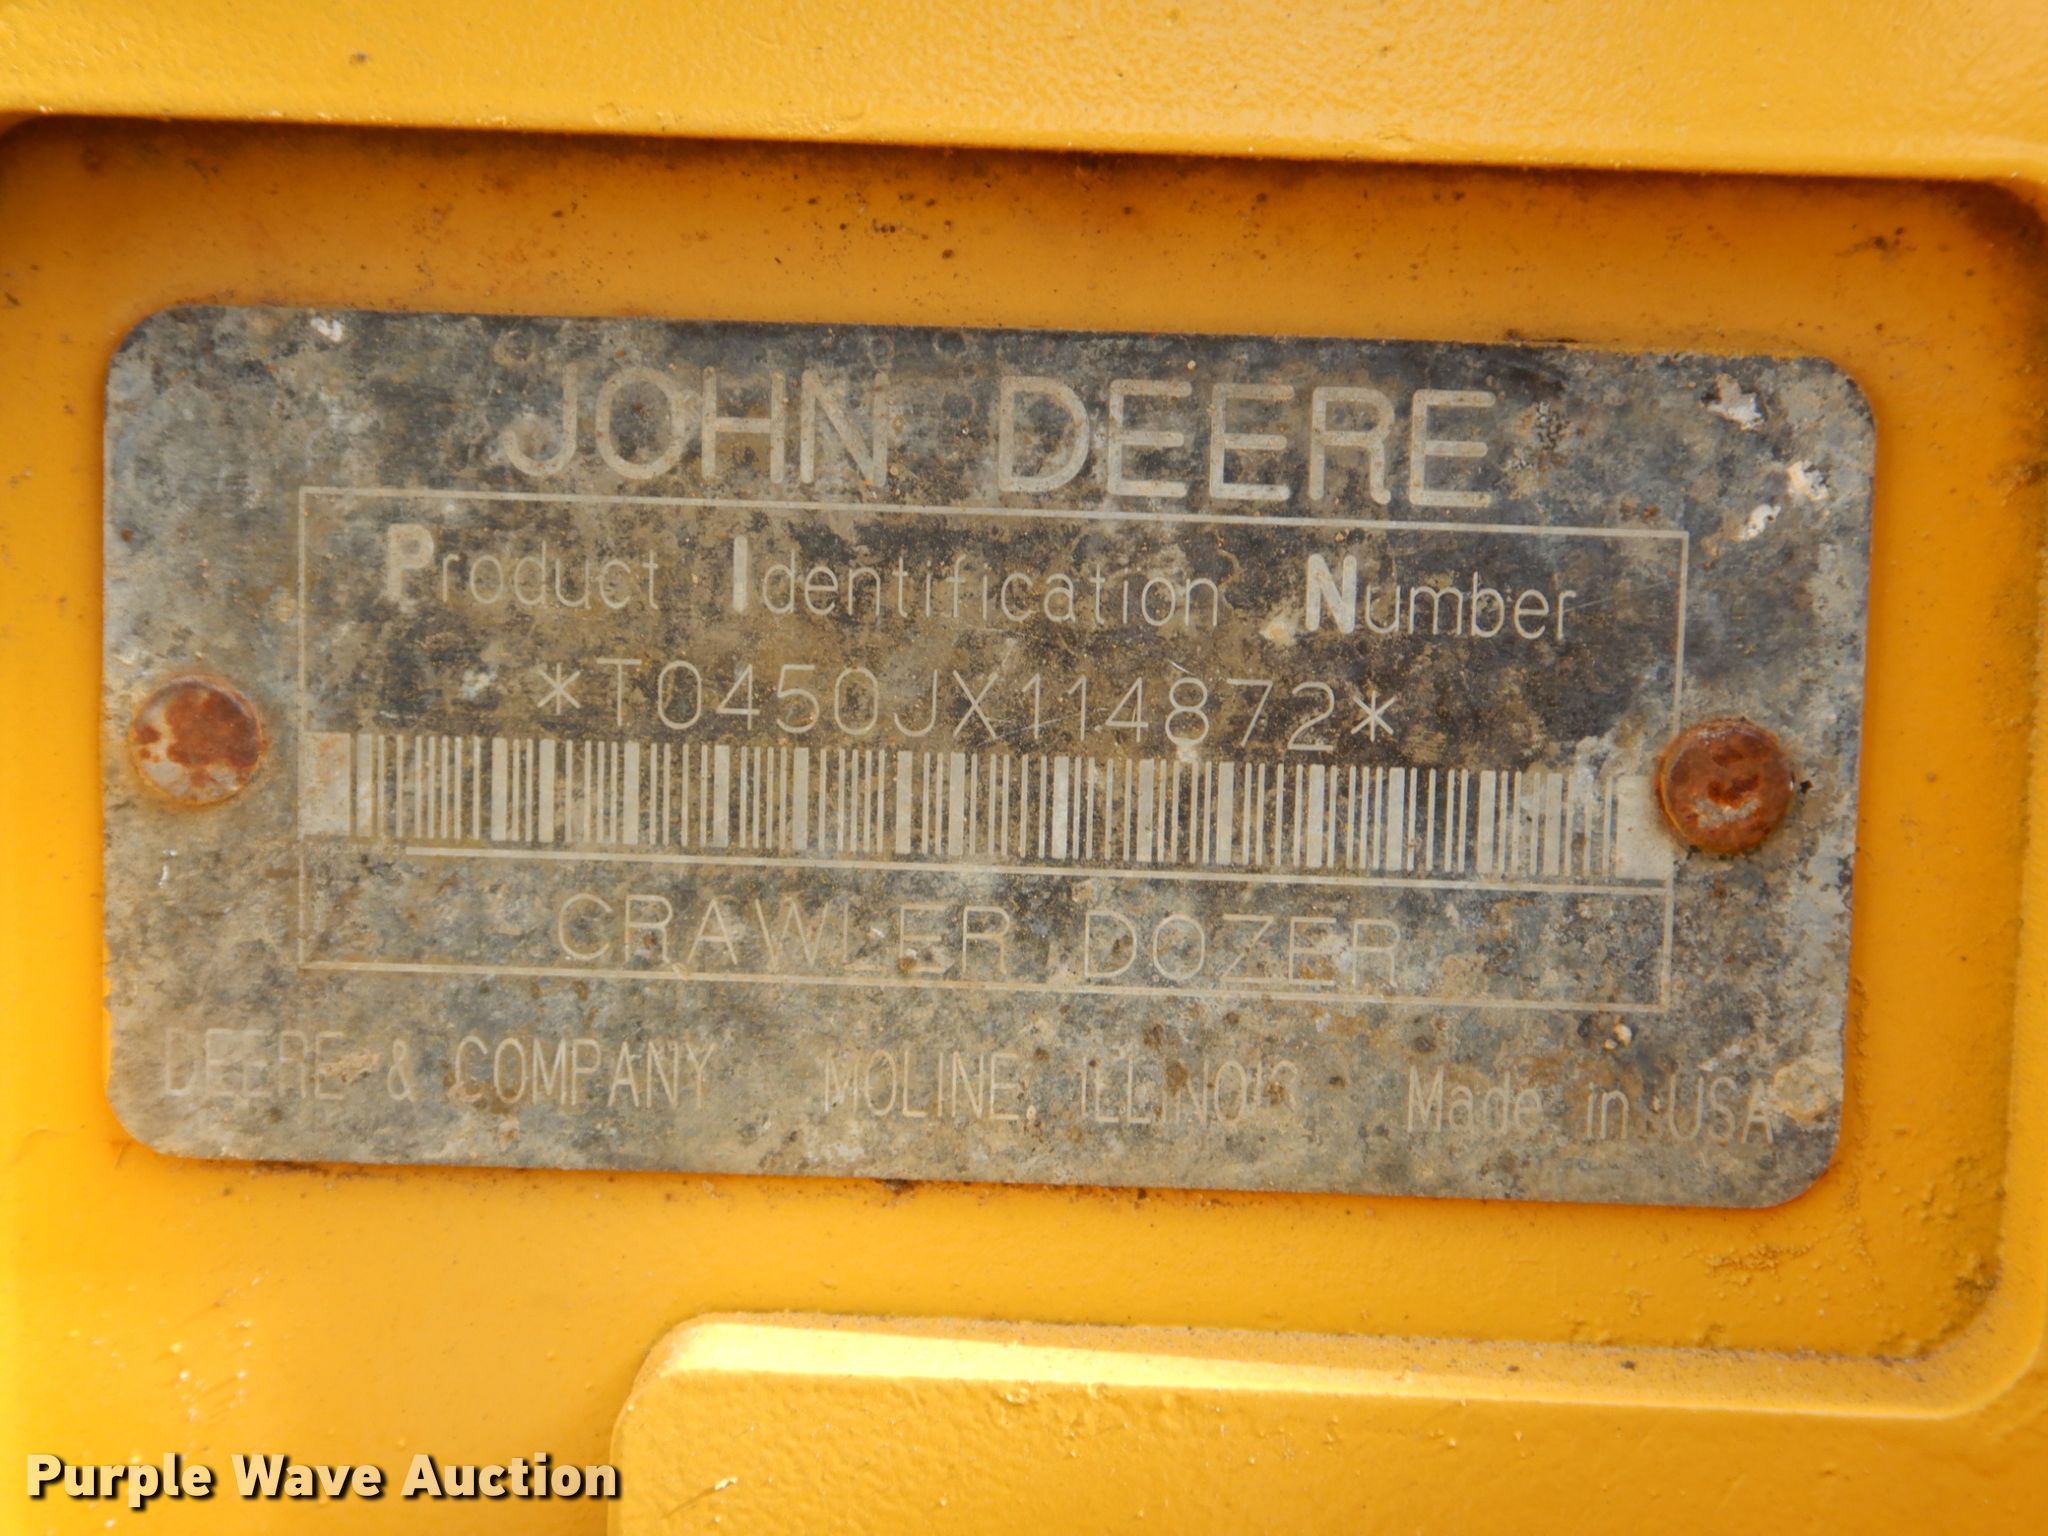 JOHN DEERE
Product Identification Number
*T0450JX114872*
CRAWLER DOZER
DEERE & COMPANY MOLINE, ILLINOIS Made in USA
Purple Wave Auction